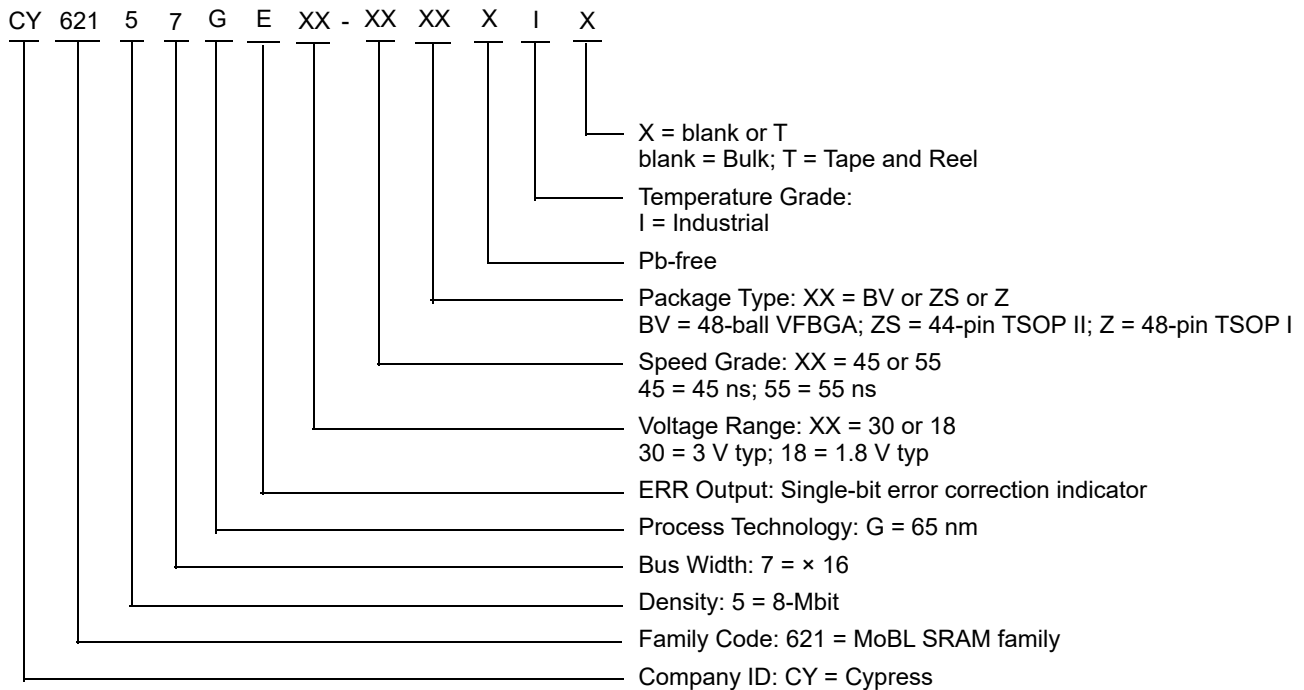 CY 621 5 7 G E XX - XX XX X I X
X = blank or T
blank = Bulk; T = Tape and Reel
Temperature Grade:
I = Industrial
Pb-free
Package Type: XX = BV or ZS or Z
BV = 48-ball VFBGA; ZS = 44-pin TSOP II; Z = 48-pin TSOP I
Speed Grade: XX = 45 or 55
45 = 45 ns; 55 = 55 ns
Voltage Range: XX = 30 or 18
30 = 3 V typ; 18 = 1.8 V typ
ERR Output: Single-bit error correction indicator
Process Technology: G = 65 nm
Bus Width: 7 = × 16
Density: 5 = 8-Mbit
Family Code: 621 = MoBL SRAM family
Company ID: CY = Cypress